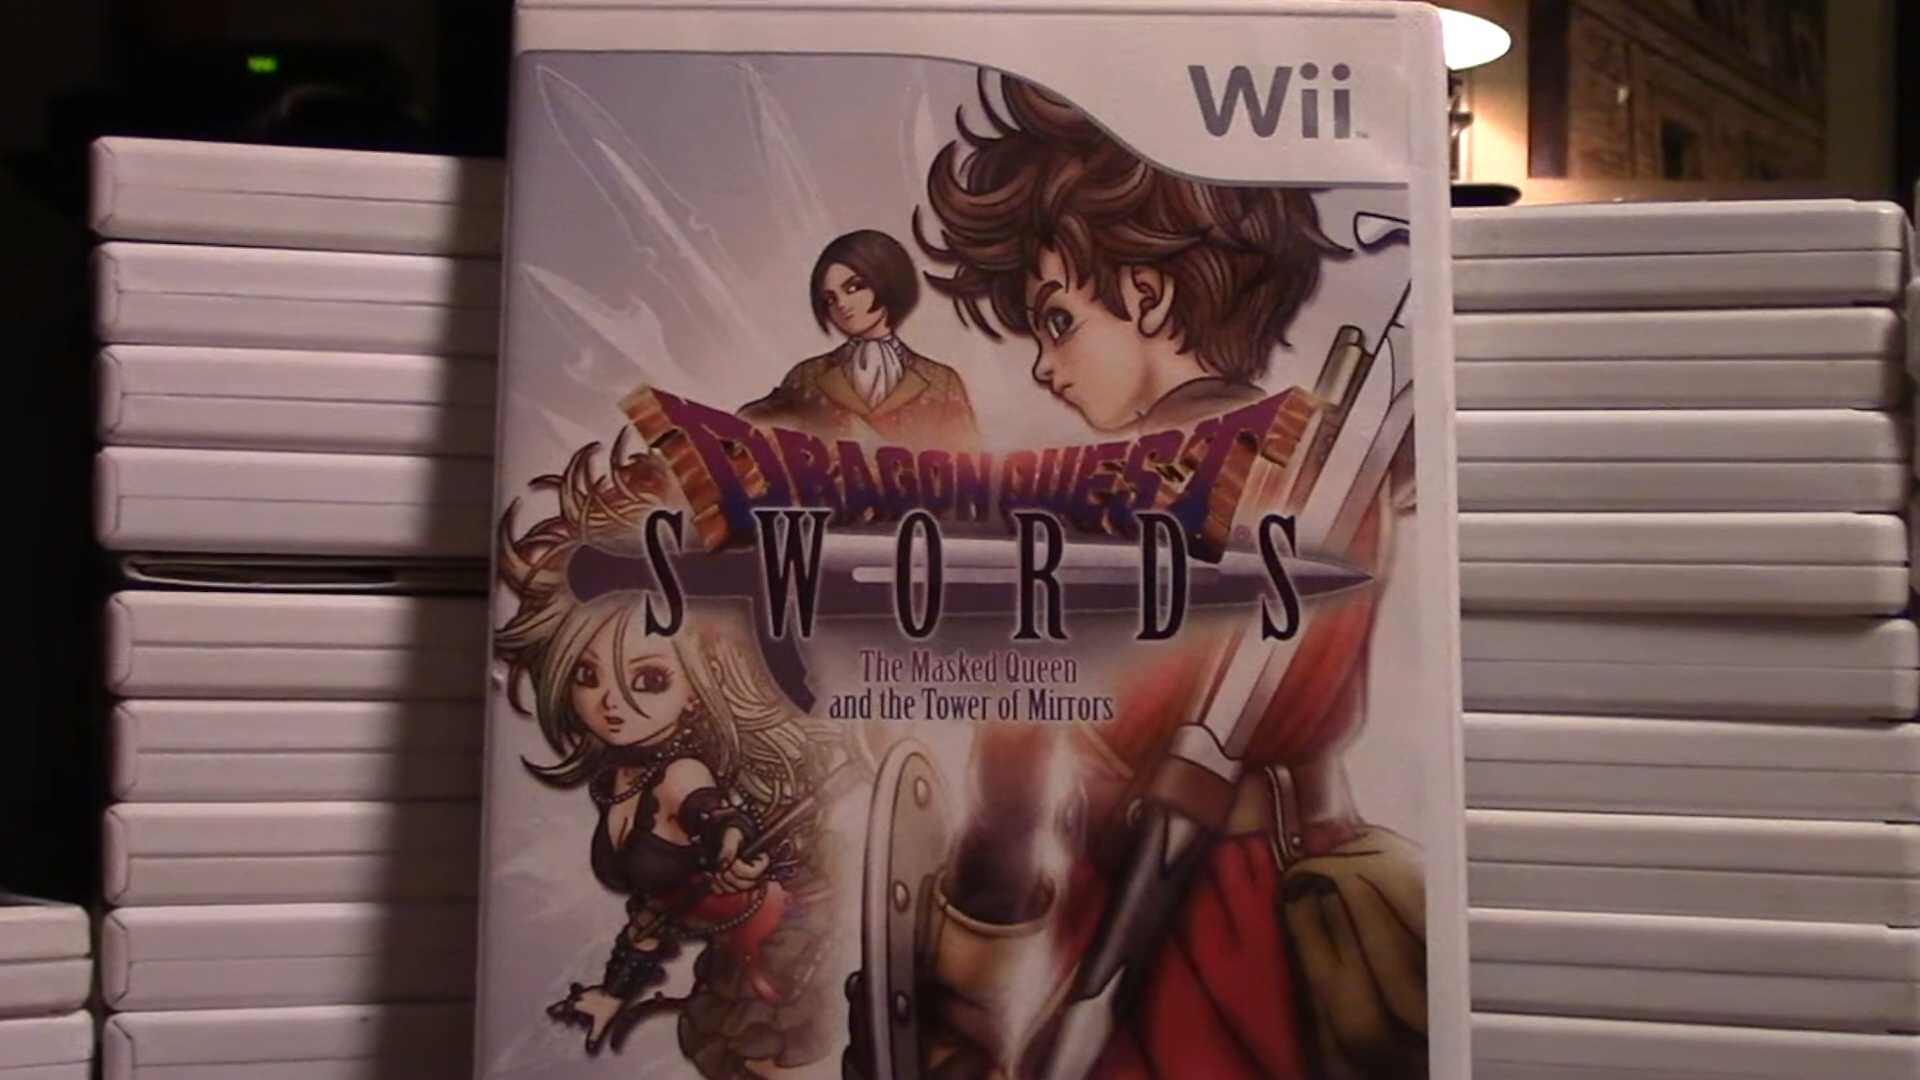 Wii
DRAGON QUEST
SWORDS
The Masked Queen
and the Tower of Mirrors